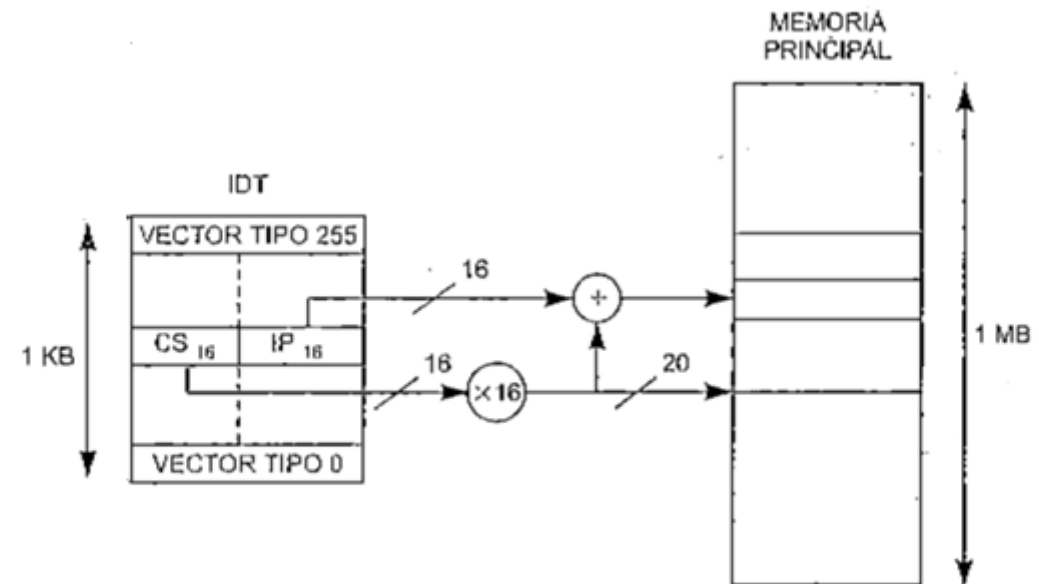 MEMORIA
PRINCIPAL
IDT
VECTOR TIPO 255
16
CS 16
IP 16
1 KB
1 MB
16
×16
20
VECTOR TIPO 0